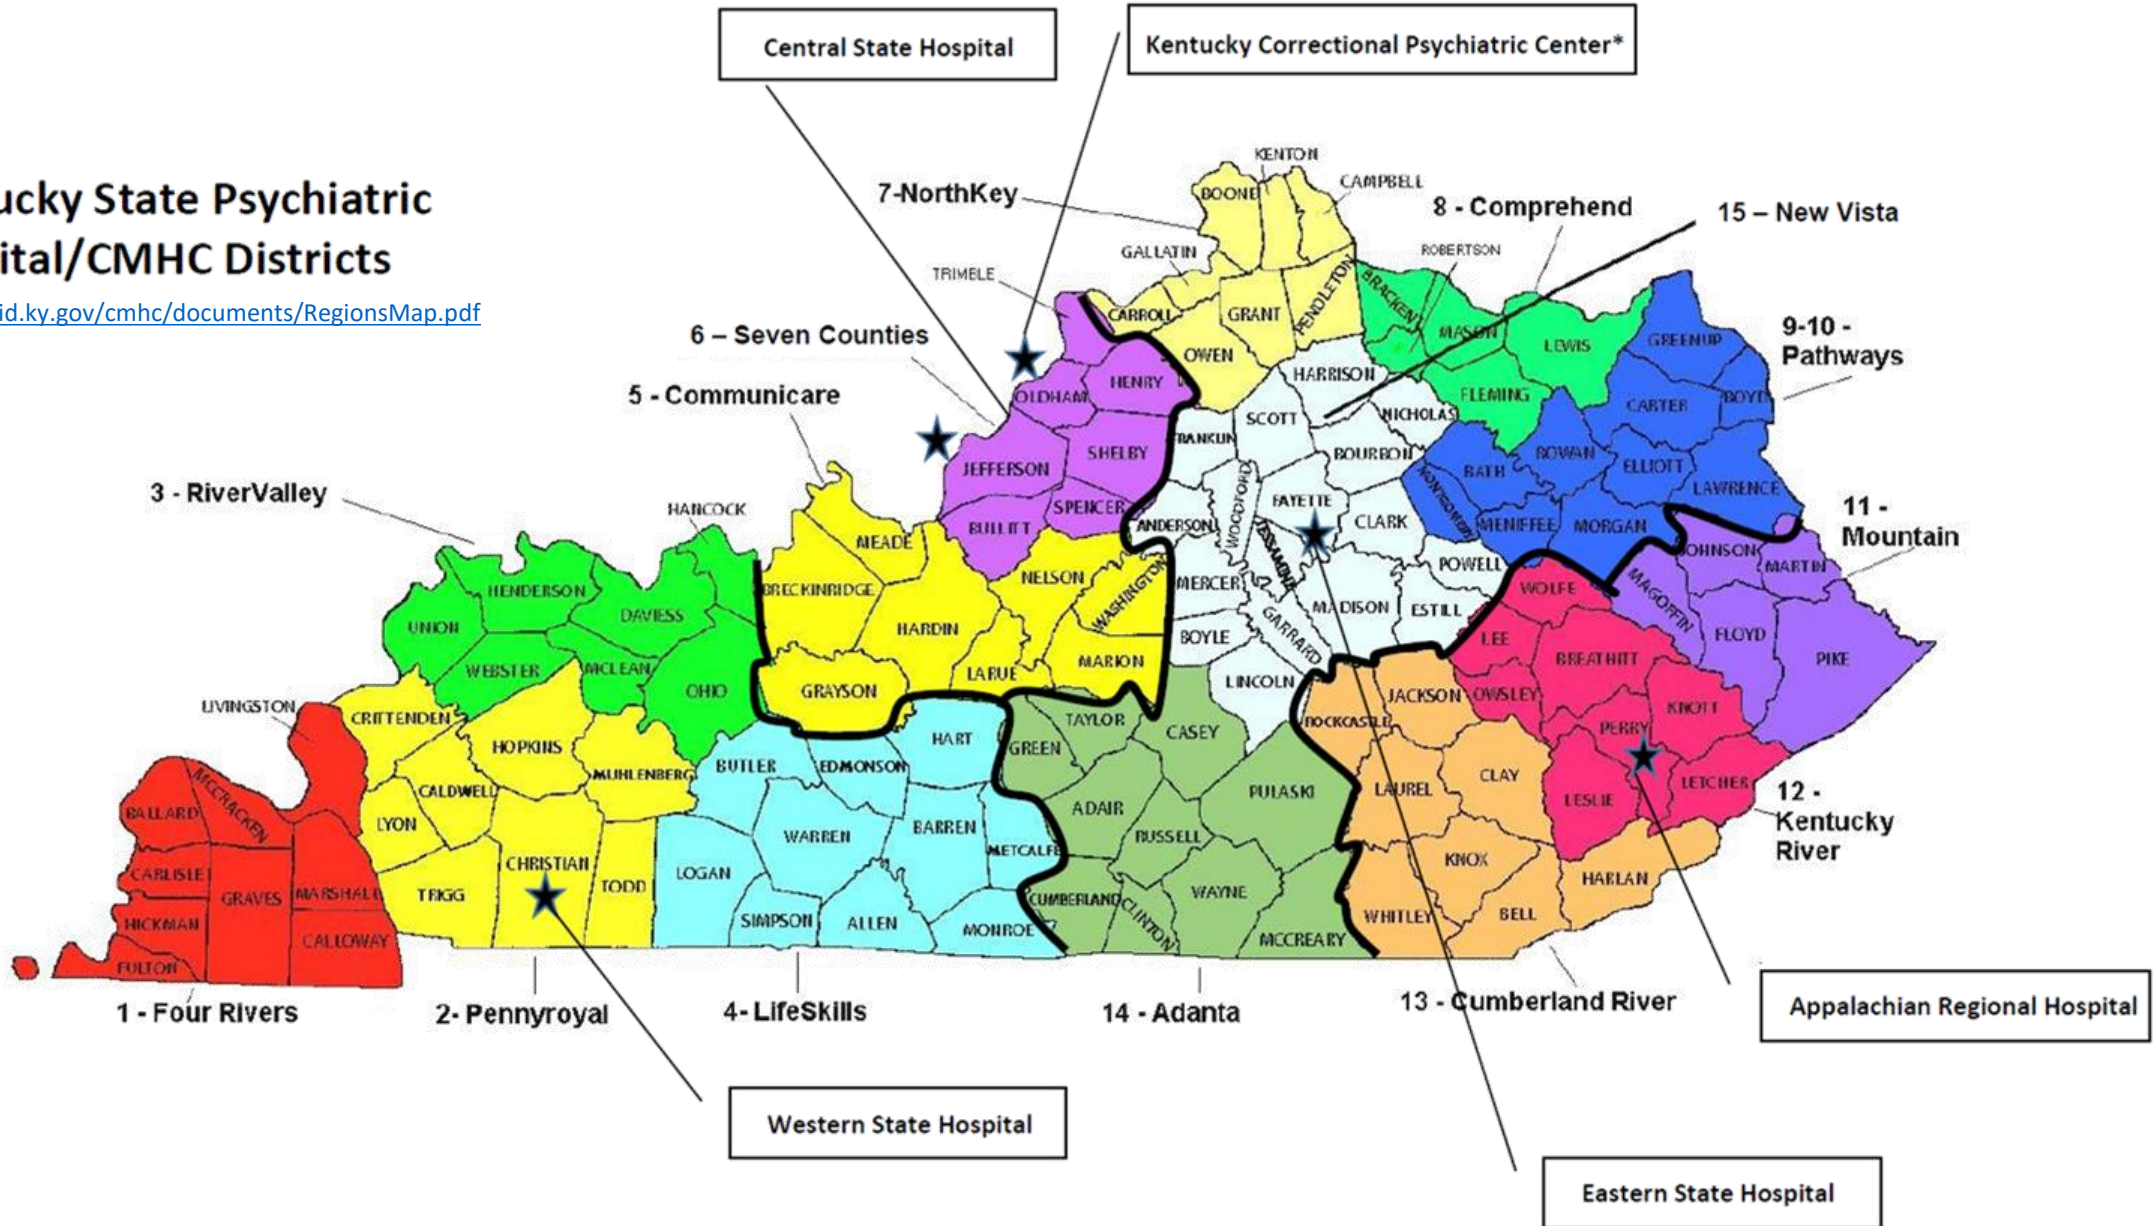 Central State Hospital
Kentucky Correctional Psychiatric Center*
ucky State Psychiatric
ital/CMHC Districts
id.ky.gov/cmhc/documents/RegionsMap.pdf
7-NorthKey
KENTON
BOONE
CAMPBELL
8 - Comprehend
15 – New Vista
GALLATIN
TRIMBLE
ROBERTSON
CARROLL
GRANT
PENDLETON
OWEN
BRACKEN
MASON
LEWIS
FLEMING
GREENUP
CARTER
BOYD
9-10 -
Pathways
6 – Seven Counties
HENRY
OLDHAM
SHELBY
JEFFERSON
SPENCER
BULLITT
5 - Communicare
HARRISON
NICHOLAS
SCOTT
RANKLIN
BOURBON
WOODFORD
FAYETTE
CLARK
ANDERSON
JESSAMINE
MERCER
MADISON
ESTILL
POWELL
BOYLE
GARRARD
LINCOLN
BATH
ROWAN
ELLIOTT
LAWRENCE
MONTGOMERY
MENIFFEE
MORGAN
11 -
Mountain
JOHNSON
MARTIN
MAGOFFIN
FLOYD
PIKE
3 - RiverValley
HANCOCK
HENDERSON
DAVIESS
UNION
WEBSTER
MCLEAN
OHIO
MEADE
BRECKINRIDGE
HARDIN
NELSON
WASHINGTON
LARUE
MARION
GRAYSON
WOLFE
LEE
BREATHITT
OWSLEY
PERRY
KNOTT
LESLIE
LETCHER
12 -
Kentucky
River
LIVINGSTON
CRITTENDEN
HOPKINS
MUHLENBERG
CALDWELL
LYON
CHRISTIAN
TRIGG
TODD
MCCRACKEN
BALLARD
CARLISLE
GRAVES
MARSHALL
HICKMAN
CALLOWAY
FULTON
BUTLER
EDMONSON
HART
WARREN
BARREN
METCALFE
LOGAN
SIMPSON
ALLEN
MONROE
TAYLOR
GREEN
CASEY
ADAIR
PULASKI
RUSSELL
CUMBERLAND
CLINTON
WAYNE
MCCREARY
ROCKCASTLE
JACKSON
LAUREL
CLAY
KNOX
HARLAN
WHITLEY
BELL
1 - Four Rivers
2- Pennyroyal
4- LifeSkills
14 - Adanta
13 - Cumberland River
Appalachian Regional Hospital
Western State Hospital
Eastern State Hospital